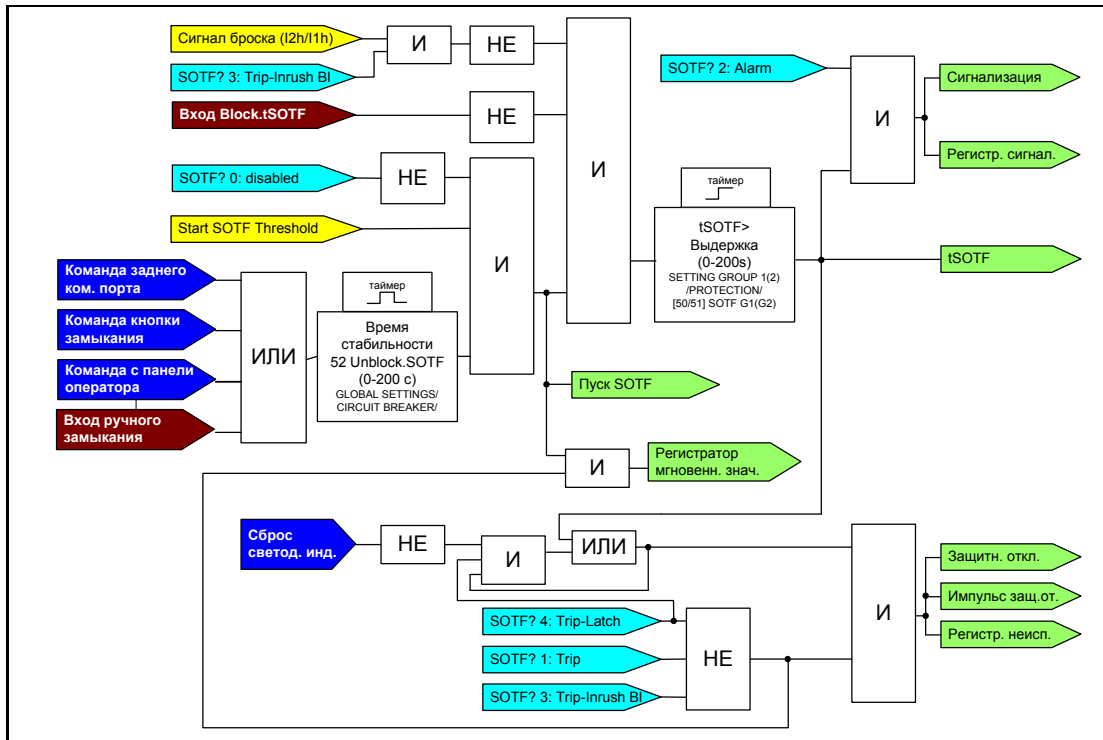 Сигнал броска (I2h/I1h)
И
НЕ
SOTF? 3: Trip-Inrush Bl
SOTF? 2: Alarm
Сигнализация
Вход Block.tSOTF
НЕ
И
Регистр. сигнал.
SOTF? 0: disabled
НЕ
И
таймер
Start SOTF Threshold
tSOTF>
Выдержка
(0-200s)
SETTING GROUP 1(2)
/PROTECTION/
[50/51] SOTF G1(G2)
tSOTF
Команда заднего
ком. порта
И
таймер
Команда кнопки
замыкания
ИЛИ
Время
стабильности
52 Unblock.SOTF
(0-200 с)
GLOBAL SETTINGS/
CIRCUIT BREAKER/
Команда с панели
оператора
Пуск SOTF
Вход ручного
замыкания
И
Регистратор
мгновенн. знач.
Сброс
светод. инд.
НЕ
И
ИЛИ
Защитн. откл.
Импульс защ.от.
И
SOTF? 4: Trip-Latch
Регистр. неисп.
SOTF? 1: Trip
НЕ
SOTF? 3: Trip-Inrush Bl